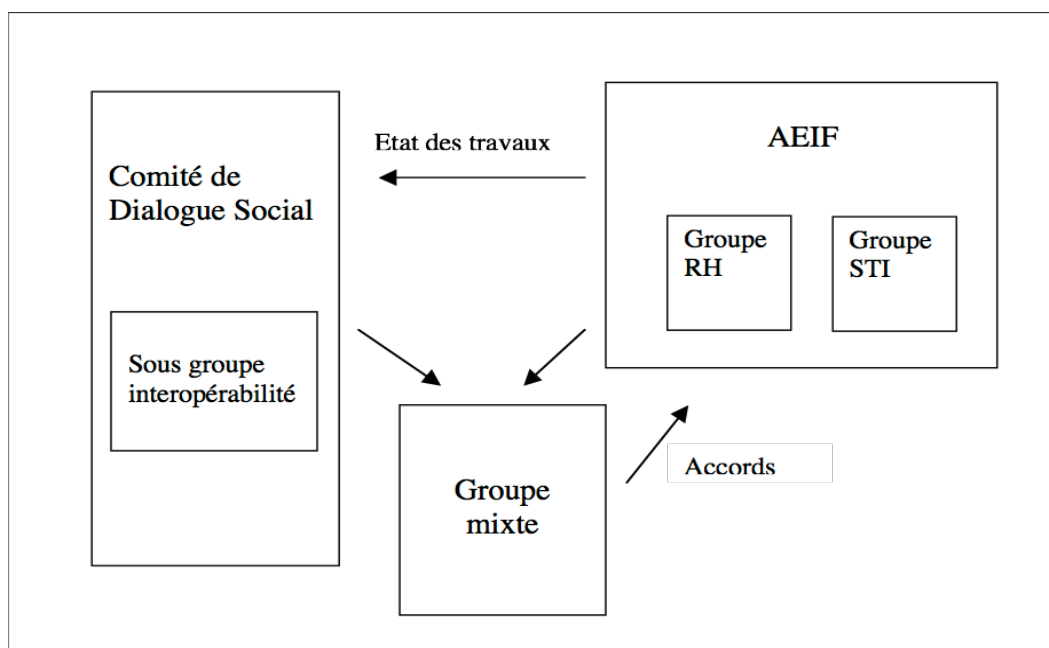 Comité de
Dialogue Social
Sous groupe
interopérabilité
Etat des travaux
AEIF
Groupe
RH
Groupe
STI
Groupe
mixte
Accords